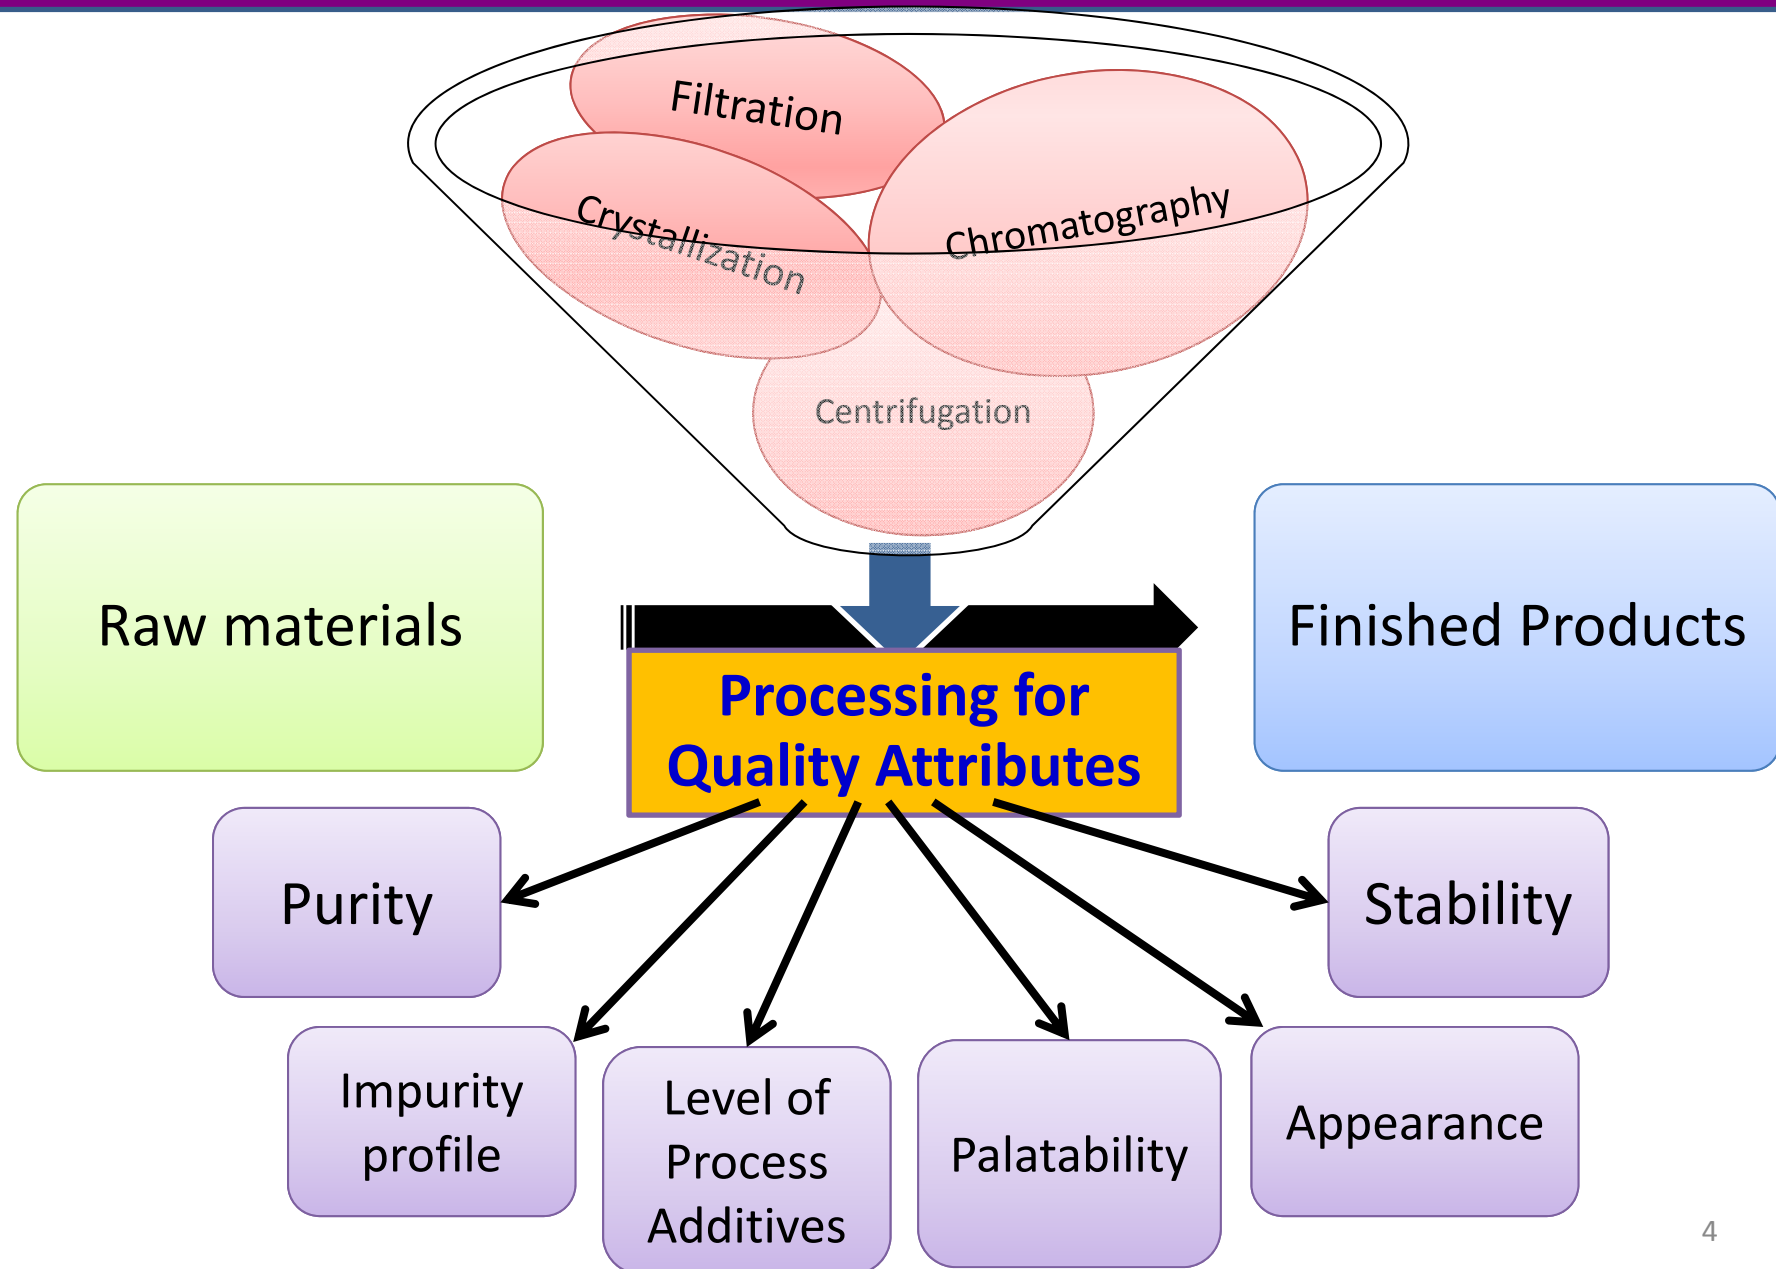 Filtration
Crystallization
Chromatography
Centrifugation
Raw materials
Finished Products
Processing for
Quality Attributes
Purity
Stability
Impurity
profile
Level of
Process
Additives
Palatability
Appearance
4